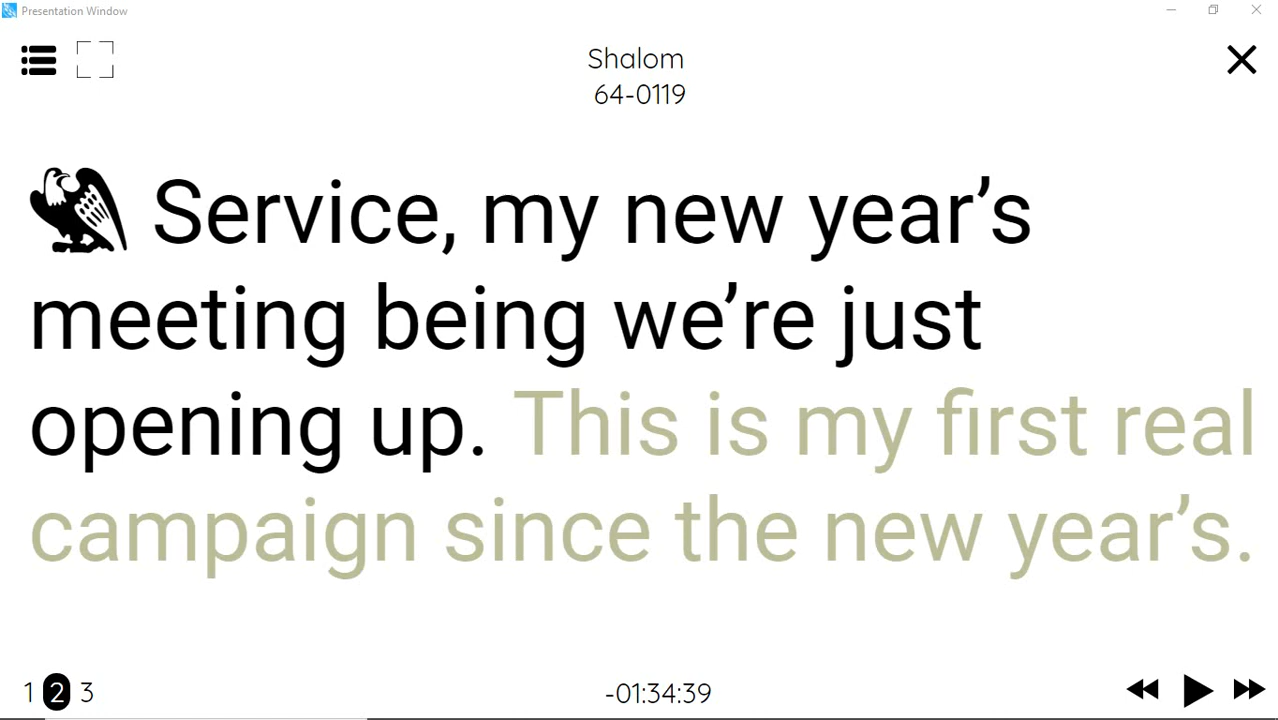 Presentation Window
Shalom
64-0119
Service, my new year’s
meeting being we’re just
opening up. This is my first real
campaign since the new year’s.
1 2 3
-01:34:39